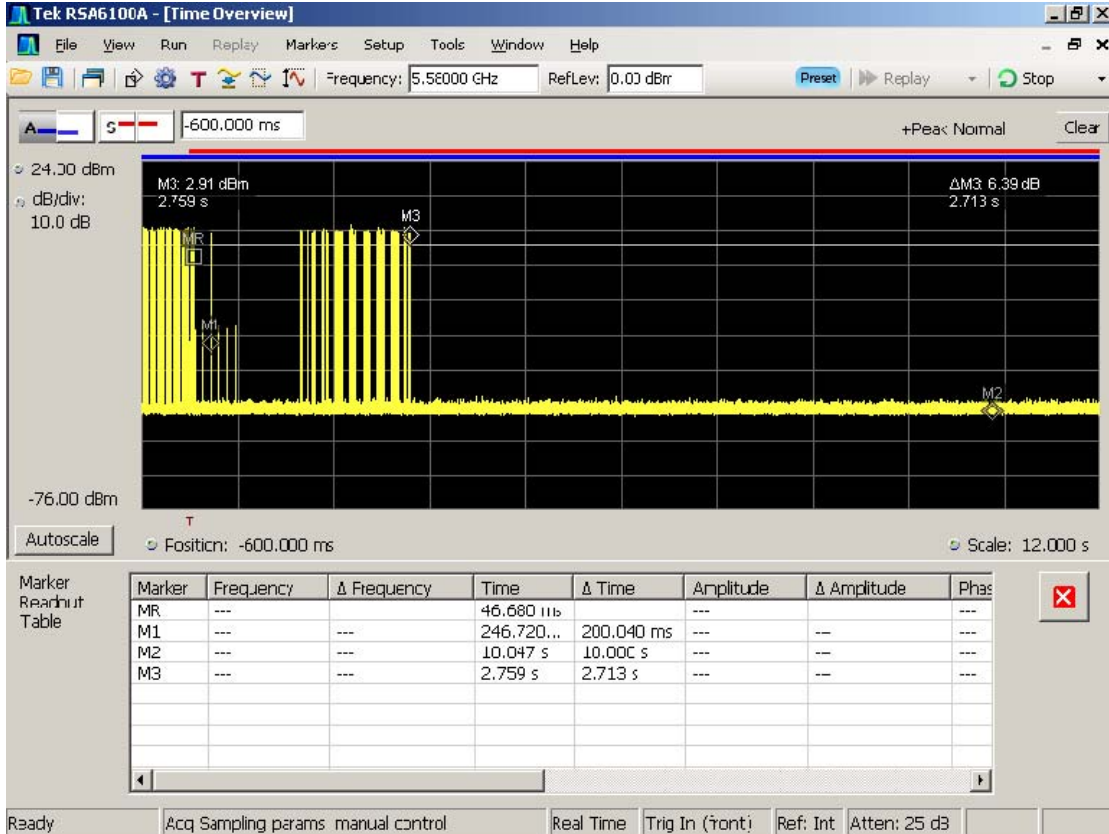 Tek RSA6100A - [Time Overview]
File View Run Replay Markers Setup Tools Window Help
Frequency: 5.58000 GHz RefLev: 0.00 dBm Preset Replay Stop
A S -600.000 ms +Peak Normal Clear
24.00 dBm
dB/div:
10.0 dB
M3: 2.91 dBm
2.759 s
ΔM3: 6.39 dB
2.713 s
MR
M1
M3
M2
-76.00 dBm
T
Autoscale Position: -600.000 ms Scale: 12.000 s
Marker
Readout
Table
Marker Frequency Δ Frequency Time Δ Time Amplitude Δ Amplitude Phas
MR --- 46.680 ms --- ---
M1 --- --- 246.720... 200.040 ms --- --- ---
M2 --- --- 10.047 s 10.000 s --- --- ---
M3 --- --- 2.759 s 2.713 s --- --- ---
Ready Acq Sampling params manual control Real Time Trig In (front) Ref: Int Atten: 25 dB